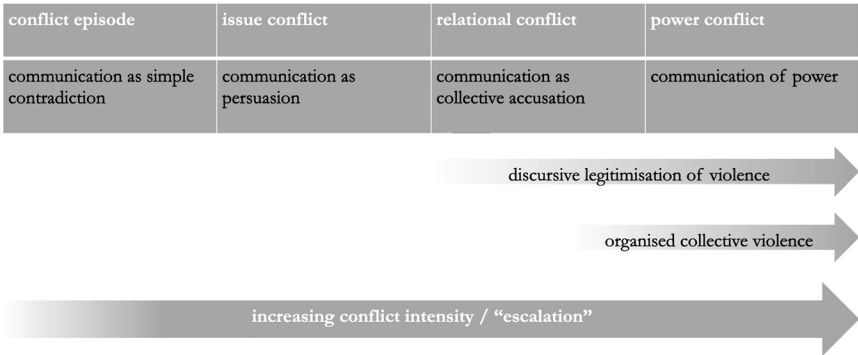 conflict episode
issue conflict
relational conflict
power conflict
communication as simple
contradiction
communication as
persuasion
communication as
collective accusation
communication of power
discursive legitimisation of violence
organised collective violence
increasing conflict intensity / “escalation”